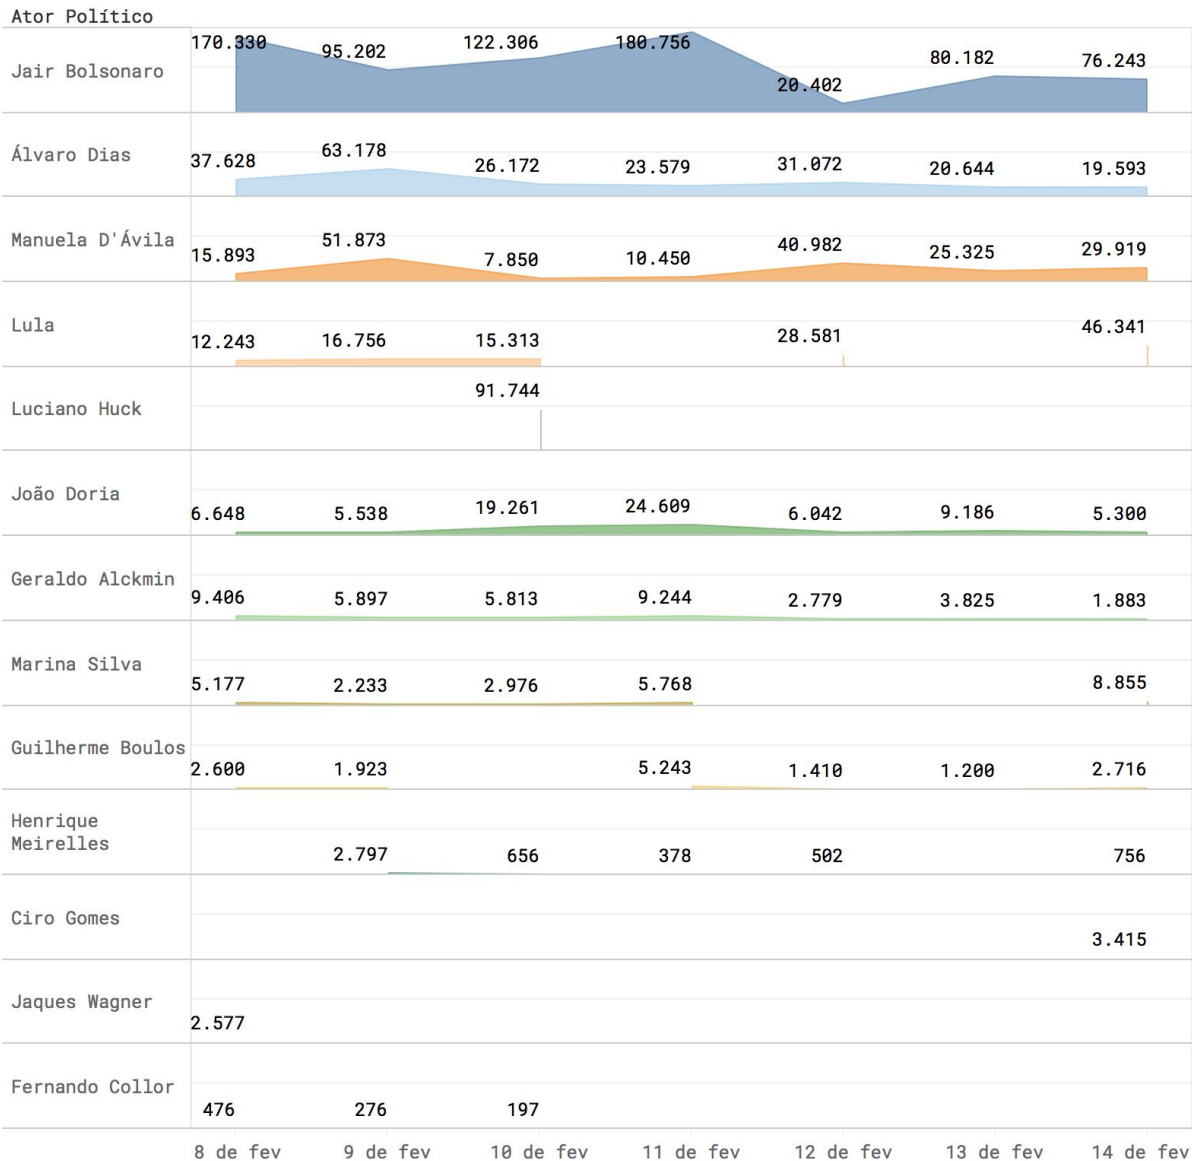 Ator Político
Jair Bolsonaro 170.330 95.202 122.306 180.756 20.402 80.182 76.243
Álvaro Dias 37.628 63.178 26.172 23.579 31.072 20.644 19.593
Manuela D'Ávila 15.893 51.873 7.850 10.450 40.982 25.325 29.919
Lula 12.243 16.756 15.313 28.581 46.341
Luciano Huck 91.744
João Doria 6.648 5.538 19.261 24.609 6.042 9.186 5.300
Geraldo Alckmin 9.406 5.897 5.813 9.244 2.779 3.825 1.883
Marina Silva 5.177 2.233 2.976 5.768 8.855
Guilherme Boulos 2.600 1.923 5.243 1.410 1.200 2.716
Henrique
Meirelles 2.797 656 378 502 756
Ciro Gomes 3.415
Jaques Wagner 2.577
Fernando Collor 476 276 197
8 de fev 9 de fev 10 de fev 11 de fev 12 de fev 13 de fev 14 de fev